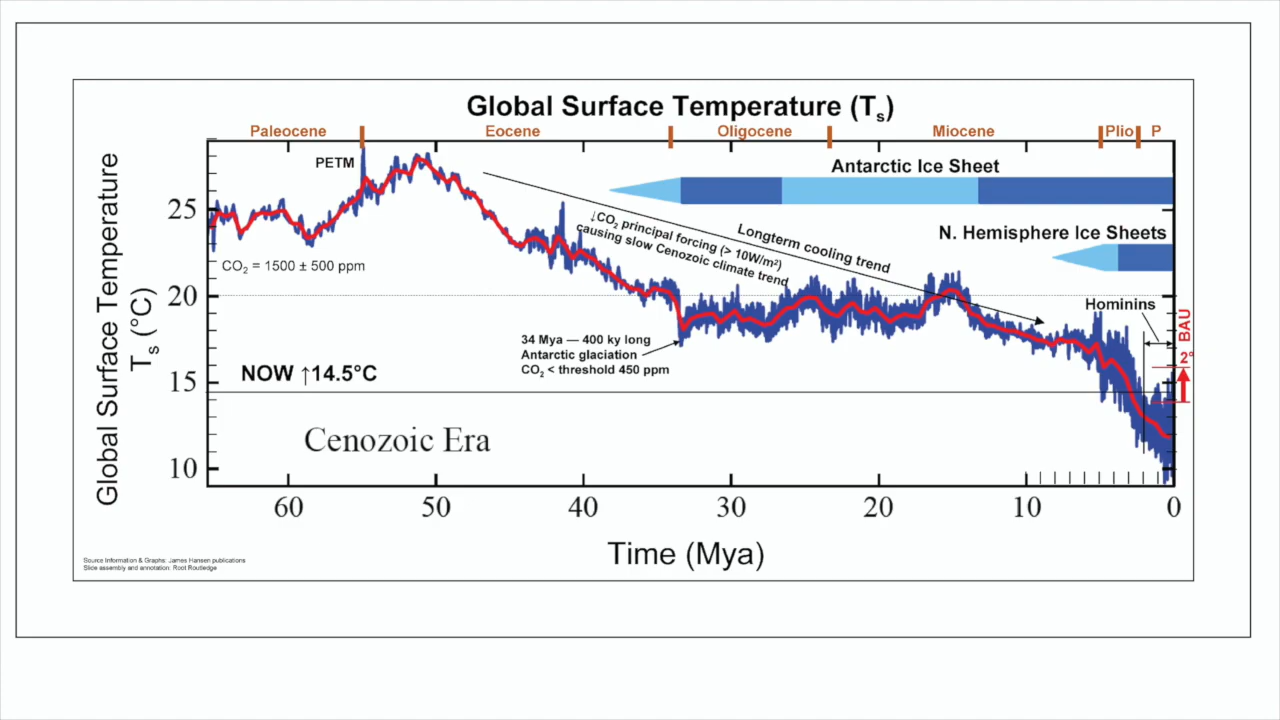 Global Surface Temperature (Ts)
Paleocene
Eocene
Oligocene
Miocene
Plio
P
PETM
Antarctic Ice Sheet
N. Hemisphere Ice Sheets
↓CO2 principal forcing (> 10W/m²)
causing slow Cenozoic climate trend
Longterm cooling trend
CO2 = 1500 ± 500 ppm
34 Mya — 400 ky long
Antarctic glaciation
CO2 < threshold 450 ppm
Hominins
BAU
2°
NOW ↑14.5°C
Cenozoic Era
Global Surface Temperature
Ts (°C)
25
20
15
10
60
50
40
30
20
10
0
Time (Mya)
Source Information & Graphs: James Hansen publications
Slide assembly and annotation: Root Routledge